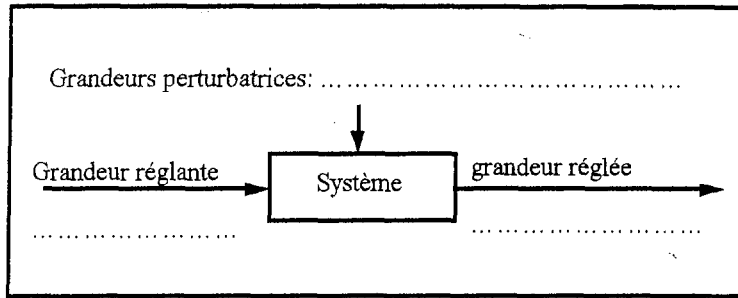 Grandeurs perturbatrices: ... ... ... ... ... ... ... ... ... ... ... ...
Grandeur réglante
Système
grandeur réglée
... ... ... ... ... ... ...
... ... ... ... ... ... ... ...